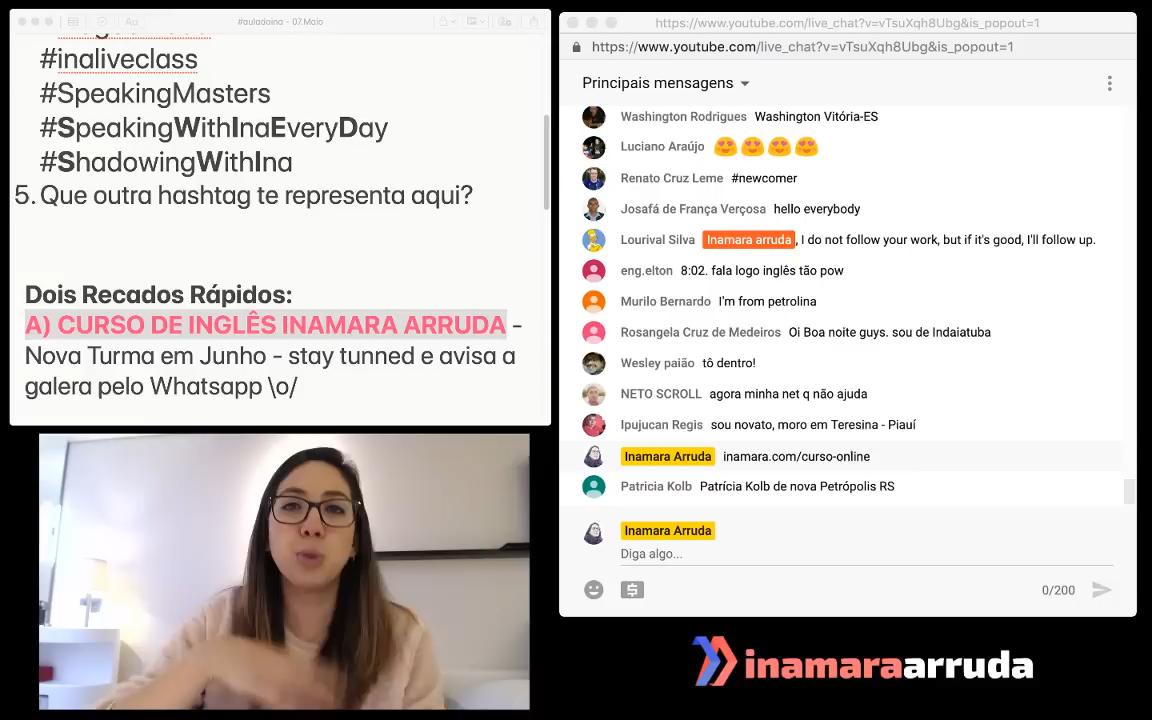 #auladoina - 07.Maio
#inaliveclass
#SpeakingMasters
#SpeakingWithInaEveryDay
#ShadowingWithIna
5. Que outra hashtag te representa aqui?
Dois Recados Rápidos:
A) CURSO DE INGLÊS INAMARA ARRUDA -
Nova Turma em Junho - stay tunned e avisa a
galera pelo Whatsapp \o/
https://www.youtube.com/live_chat?v=vTsuXqh8Ubg&is_popout=1
https://www.youtube.com/live_chat?v=vTsuXqh8Ubg&is_popout=1
Principais mensagens
Washington Rodrigues Washington Vitória-ES
Luciano Araújo
Renato Cruz Leme #newcomer
Josafá de França Verçosa hello everybody
Lourival Silva Inamara arruda, I do not follow your work, but if it's good, I'll follow up.
eng.elton 8:02. fala logo inglês tão pow
Murilo Bernardo I'm from petrolina
Rosangela Cruz de Medeiros Oi Boa noite guys. sou de Indaiatuba
Wesley paião tô dentro!
NETO SCROLL agora minha net q não ajuda
Ipujucan Regis sou novato, moro em Teresina - Piauí
Inamara Arruda inamara.com/curso-online
Patricia Kolb Patrícia Kolb de nova Petrópolis RS
Inamara Arruda
Diga algo...
0/200
inamaraarruda